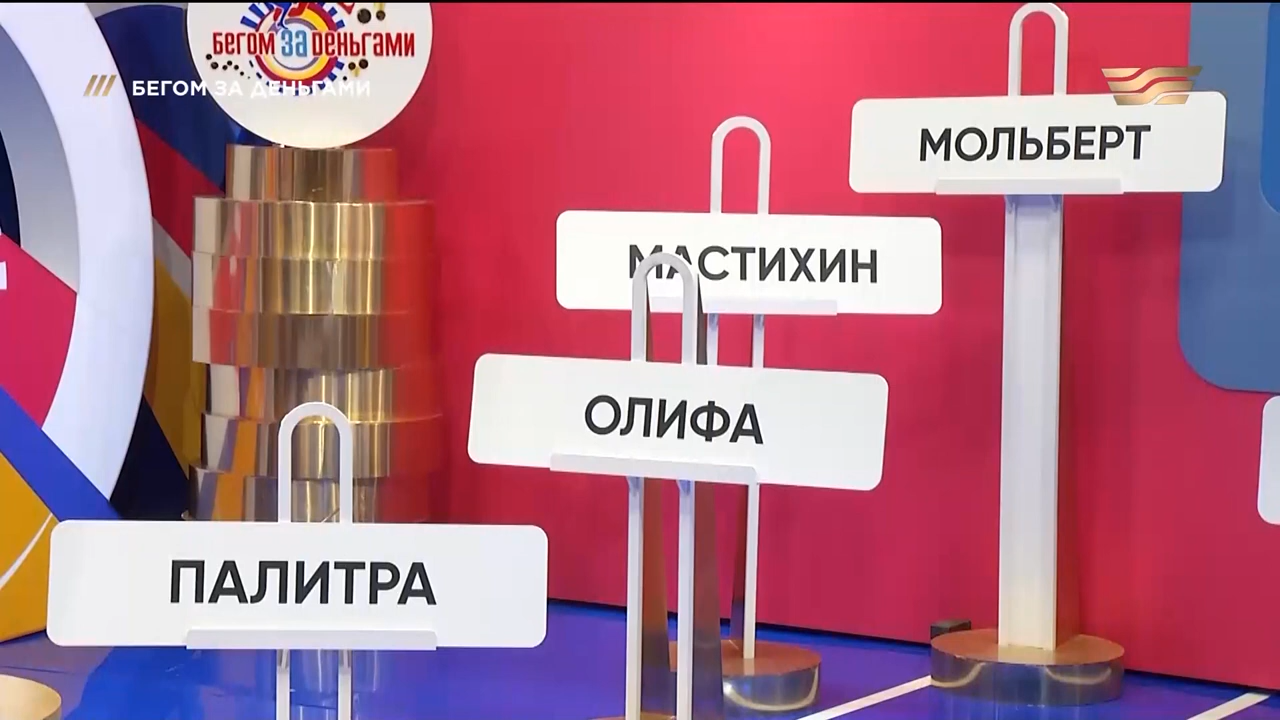 БЕГОМ ЗА ДЕНЬГАМИ
/// БЕГОМ ЗА ДЕНЬГАМИ
МОЛЬБЕРТ
МАСТИХИН
ОЛИФА
ПАЛИТРА